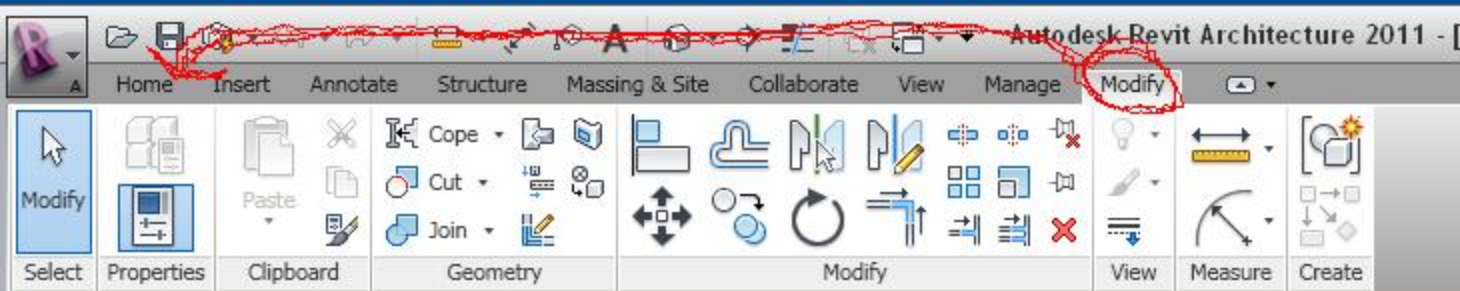 Autodesk Revit Architecture 2011 - [
Home Insert Annotate Structure Massing & Site Collaborate View Manage Modify
Modify
Paste
Cope
Cut
Join
Select Properties Clipboard Geometry Modify View Measure Create